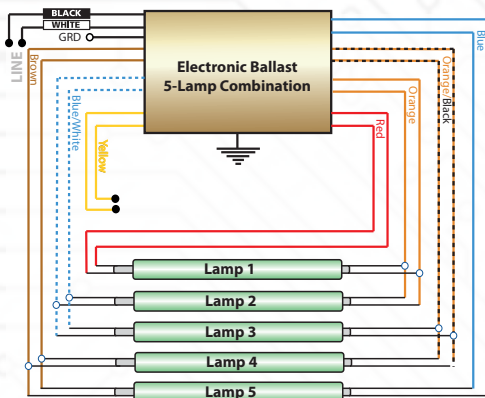 BLACK
WHITE
GRD
LINE
Brown
Blue/White
Yellow
Electronic Ballast
5-Lamp Combination
Red
Orange
Orange/Black
Blue
Lamp 1
Lamp 2
Lamp 3
Lamp 4
Lamp 5